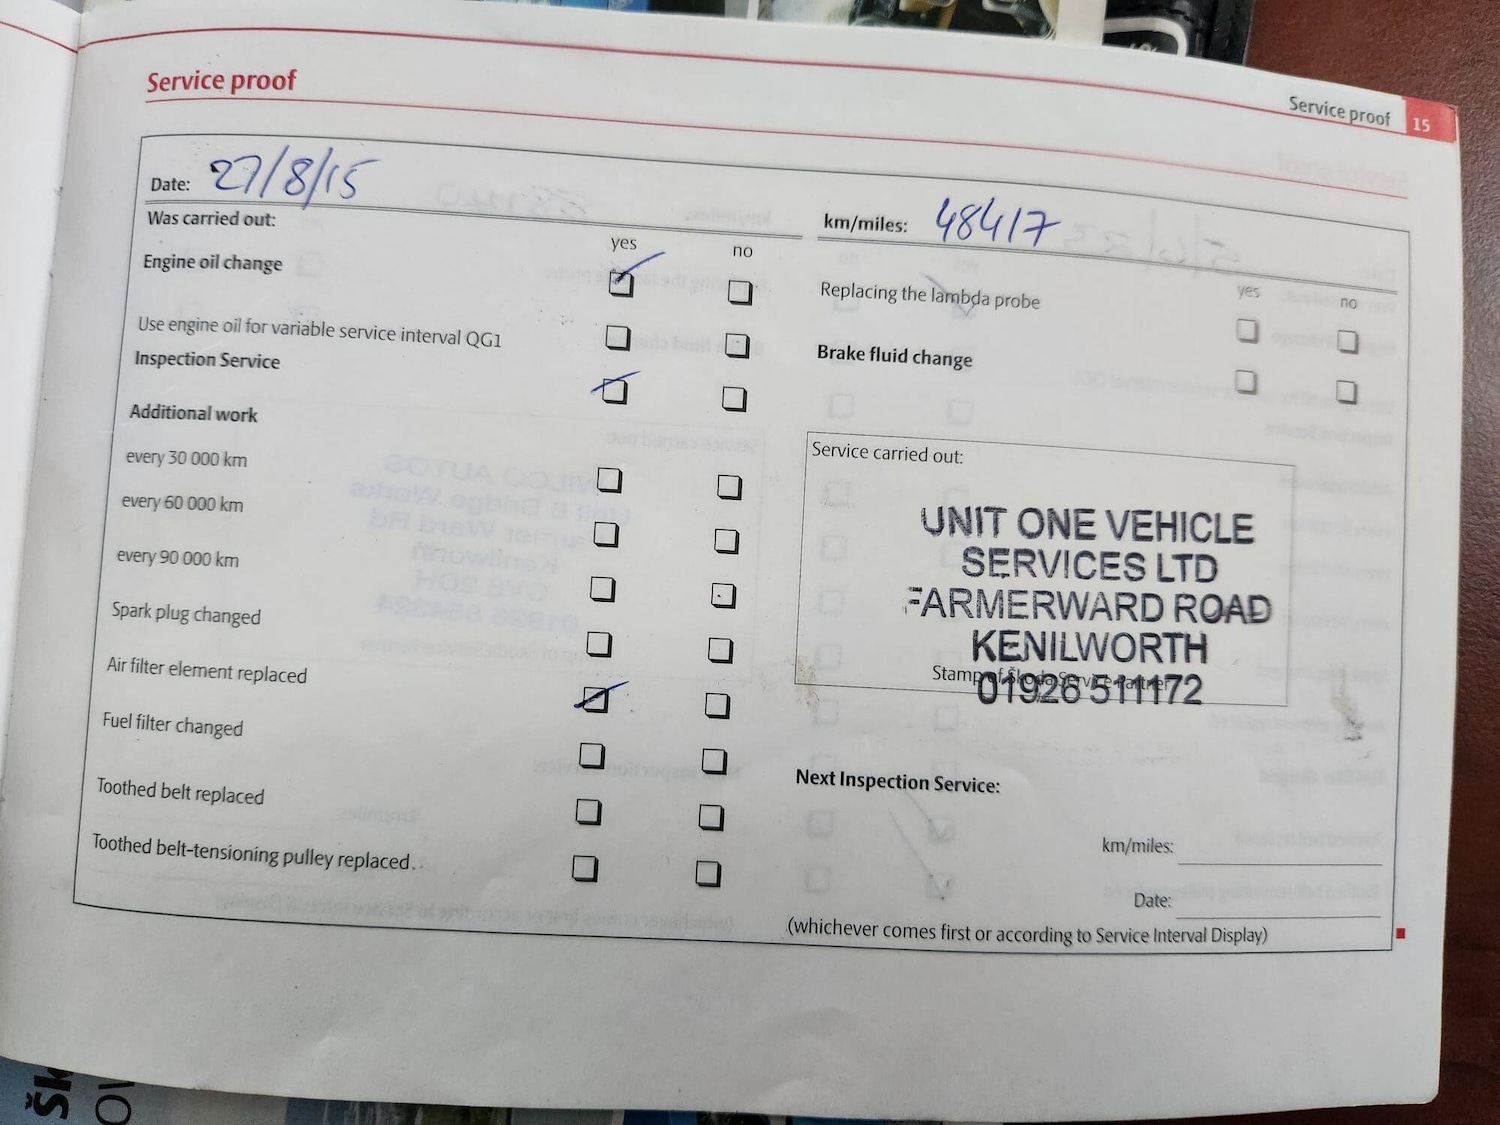 Service proof
Service proof 15
Date: 27/8/15
km/miles: 48417
Was carried out:
yes no
Engine oil change
Use engine oil for variable service interval QG1
Inspection Service
Additional work
every 30 000 km
every 60 000 km
every 90 000 km
Spark plug changed
Air filter element replaced
Fuel filter changed
Toothed belt replaced
Toothed belt-tensioning pulley replaced
yes no
Replacing the lambda probe
Brake fluid change
Service carried out:
UNIT ONE VEHICLE
SERVICES LTD
FARMERWARD ROAD
KENILWORTH
Stamp of Škoda Service Partner
01926 511172
Next Inspection Service:
km/miles:
Date:
(whichever comes first or according to Service Interval Display)